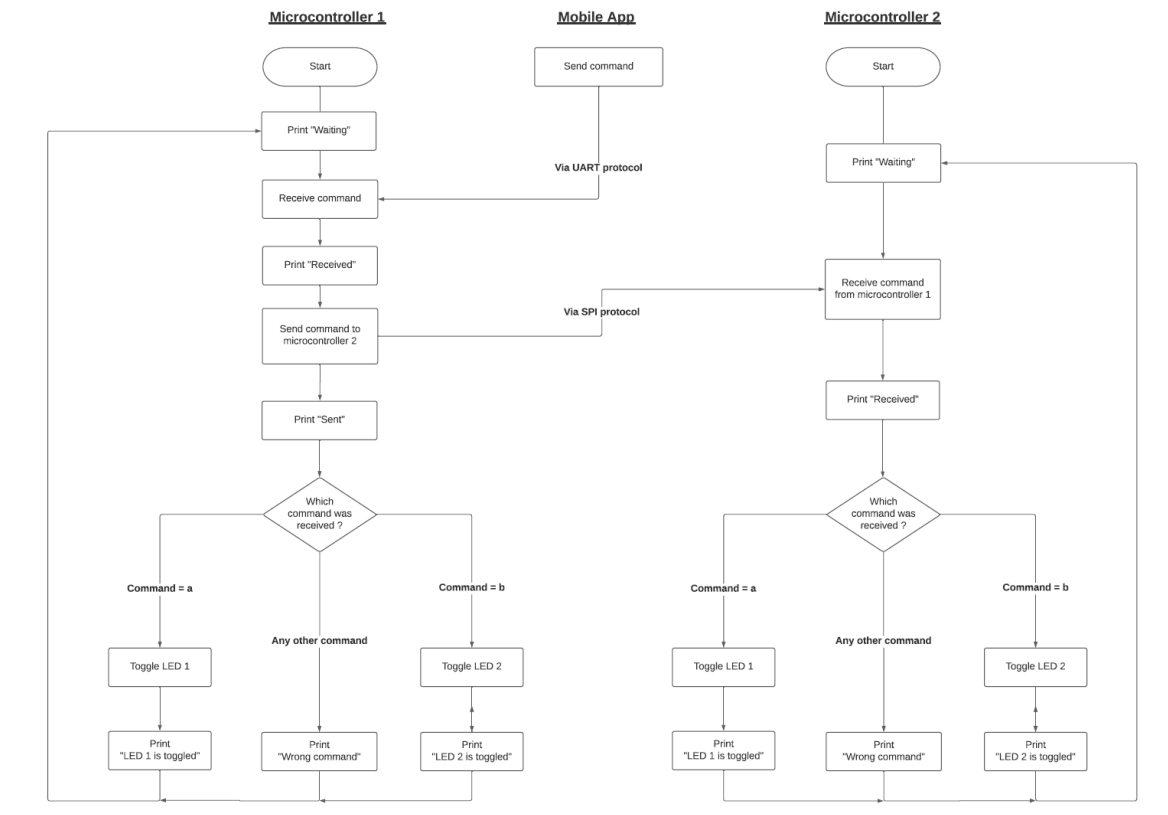 Microcontroller 1
Mobile App
Microcontroller 2
Start
Send command
Start
Print "Waiting"
Print "Waiting"
Via UART protocol
Receive command
Print "Received"
Receive command
from microcontroller 1
Via SPI protocol
Send command to
microcontroller 2
Print "Received"
Print "Sent"
Which
command was
received ?
Which
command was
received ?
Command = a
Command = b
Command = a
Command = b
Any other command
Any other command
Toggle LED 1
Toggle LED 2
Toggle LED 1
Toggle LED 2
Print
"LED 1 is toggled"
Print
"Wrong command"
Print
"LED 2 is toggled"
Print
"LED 1 is toggled"
Print
"Wrong command"
Print
"LED 2 is toggled"